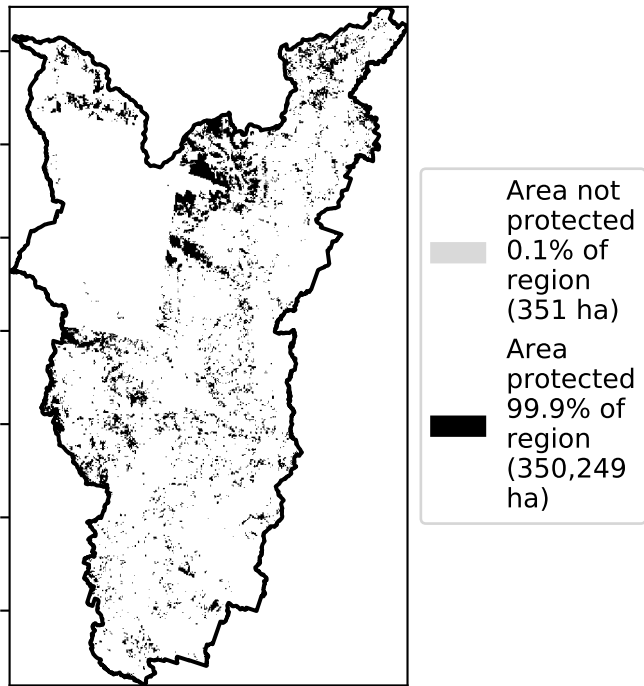 Area not
protected
0.1% of
region
(351 ha)
Area
protected
99.9% of
region
(350,249
ha)